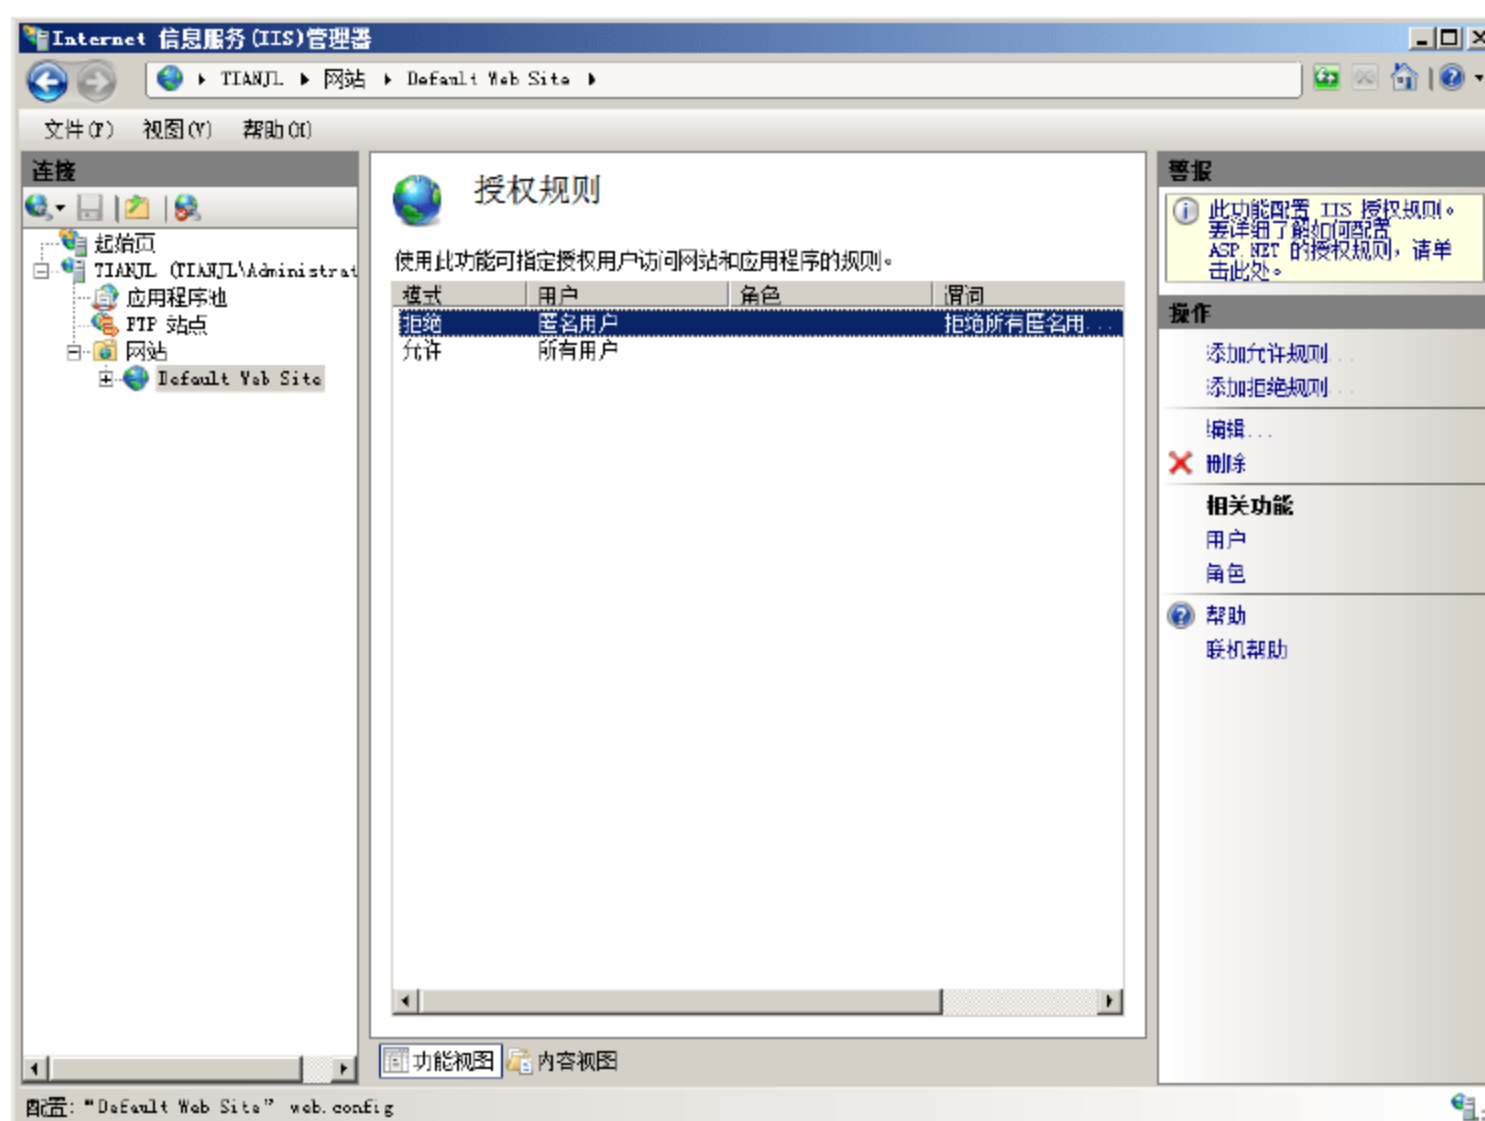 Internet 信息服务(IIS)管理器
TIANJL 网站 Default Web Site
文件(F) 视图(V) 帮助(H)
连接
起始页
TIANJL (TIANJL\Administrat
应用程序池
FTP 站点
网站
Default Web Site
授权规则
使用此功能可指定授权用户访问网站和应用程序的规则。
模式 用户 角色 谓词
拒绝 匿名用户 拒绝所有匿名用...
允许 所有用户
功能视图 内容视图
警报
此功能配置 IIS 授权规则。
要详细了解如何配置
ASP.NET 的授权规则，请单
击此处。
操作
添加允许规则...
添加拒绝规则...
编辑...
删除
相关功能
用户
角色
帮助
联机帮助
配置: "Default Web Site" web.config